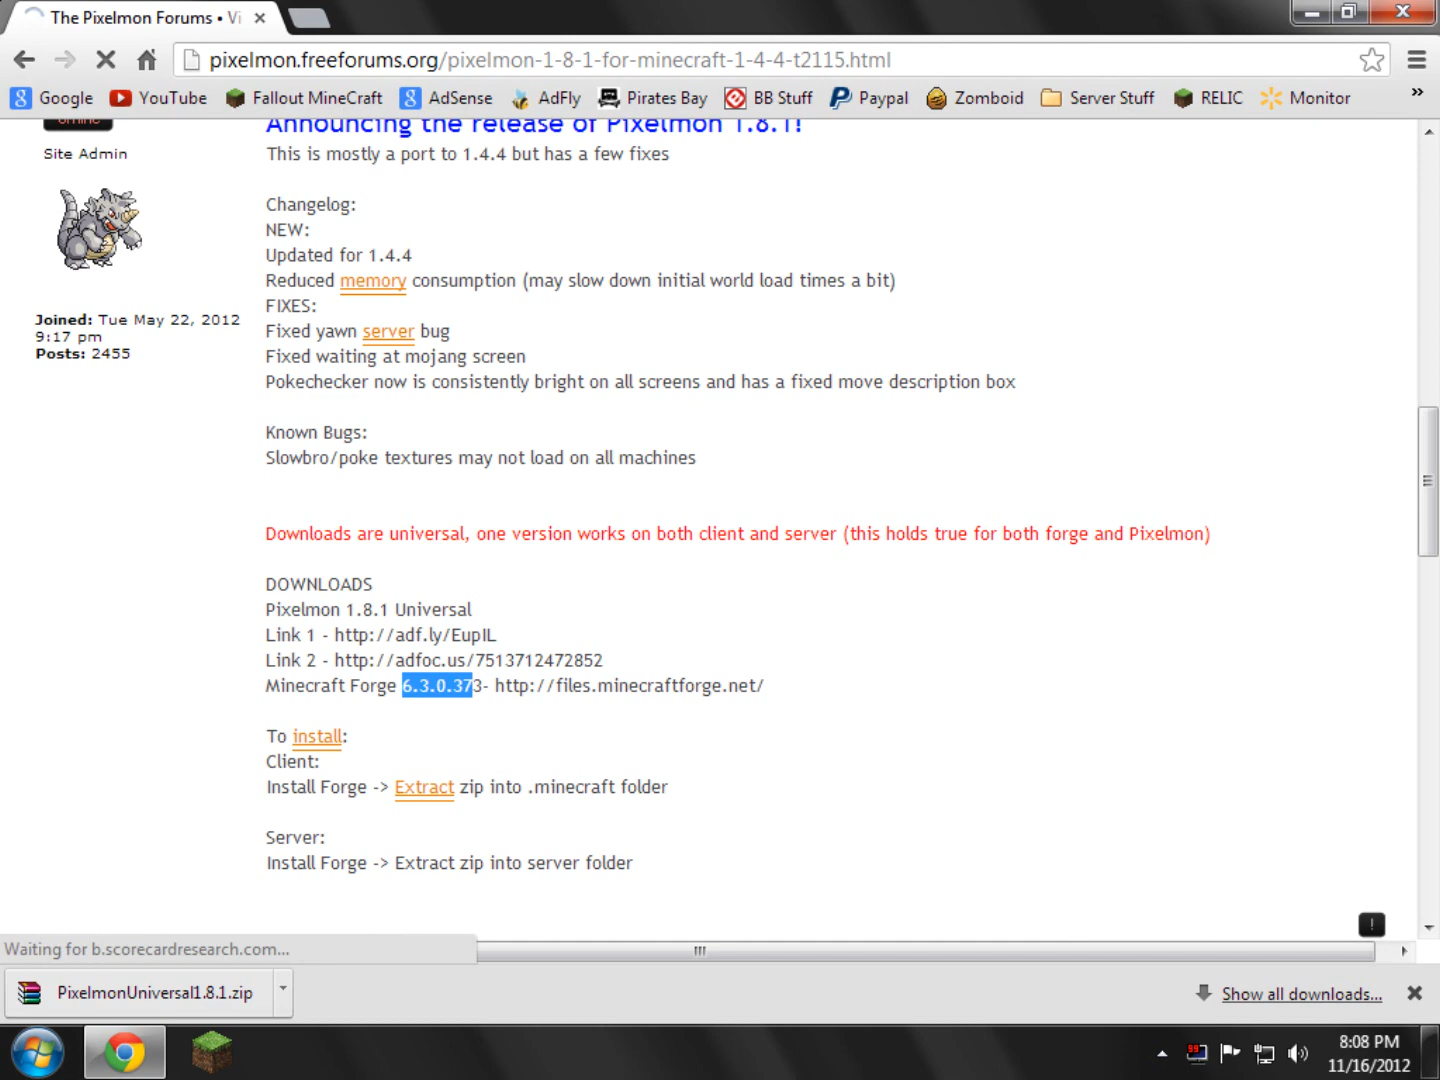 The Pixelmon Forums • Vi
pixelmon.freeforums.org/pixelmon-1-8-1-for-minecraft-1-4-4-t2115.html
Google YouTube Fallout MineCraft AdSense AdFly Pirates Bay BB Stuff Paypal Zomboid Server Stuff RELIC Monitor »
offline
Announcing the release of Pixelmon 1.8.1!
Site Admin
This is mostly a port to 1.4.4 but has a few fixes
Changelog:
NEW:
Updated for 1.4.4
Reduced memory consumption (may slow down initial world load times a bit)
FIXES:
Joined: Tue May 22, 2012
9:17 pm
Posts: 2455
Fixed yawn server bug
Fixed waiting at mojang screen
Pokechecker now is consistently bright on all screens and has a fixed move description box
Known Bugs:
Slowbro/poke textures may not load on all machines
Downloads are universal, one version works on both client and server (this holds true for both forge and Pixelmon)
DOWNLOADS
Pixelmon 1.8.1 Universal
Link 1 - http://adf.ly/EupIL
Link 2 - http://adfoc.us/7513712472852
Minecraft Forge 6.3.0.373- http://files.minecraftforge.net/
To install:
Client:
Install Forge -> Extract zip into .minecraft folder
Server:
Install Forge -> Extract zip into server folder
!
Waiting for b.scorecardresearch.com...
PixelmonUniversal1.8.1.zip
Show all downloads...
99
8:08 PM
11/16/2012